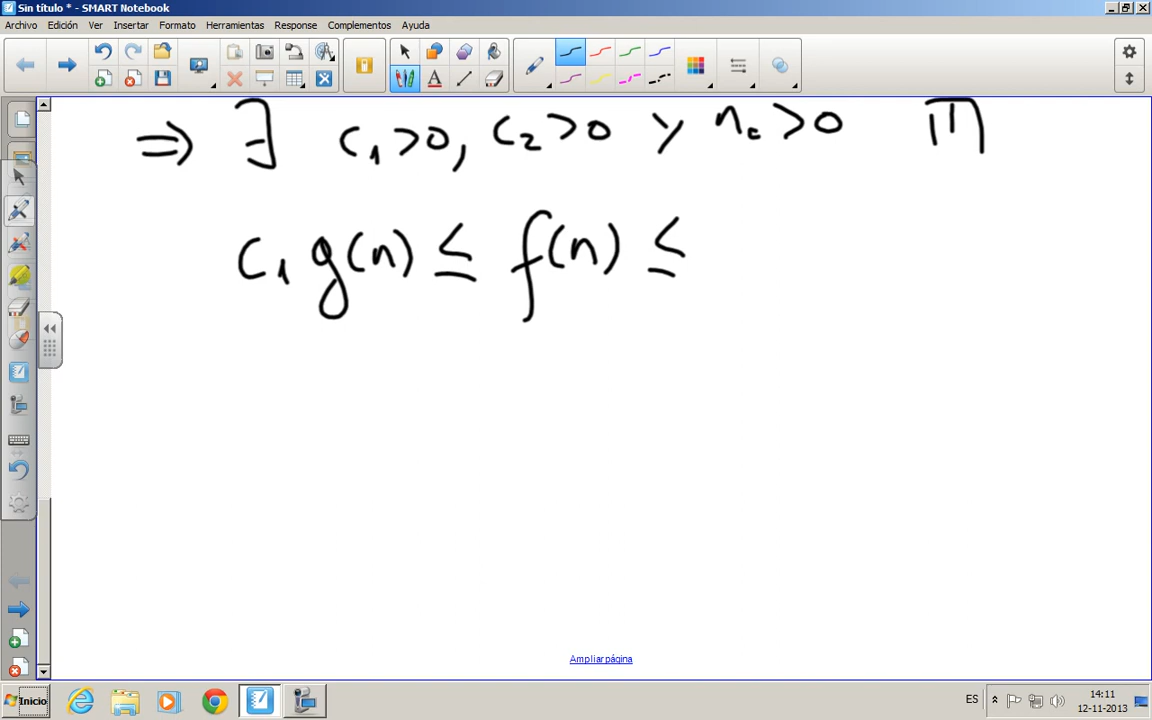 Sin título * - SMART Notebook
Archivo Edición Ver Insertar Formato Herramientas Response Complementos Ayuda
⇒ ∃ c₁>0, c₂>0 y n₀>0
c₁ g(n) ≤ f(n) ≤
Ampliar página
Inicio
ES
14:11
12-11-2013